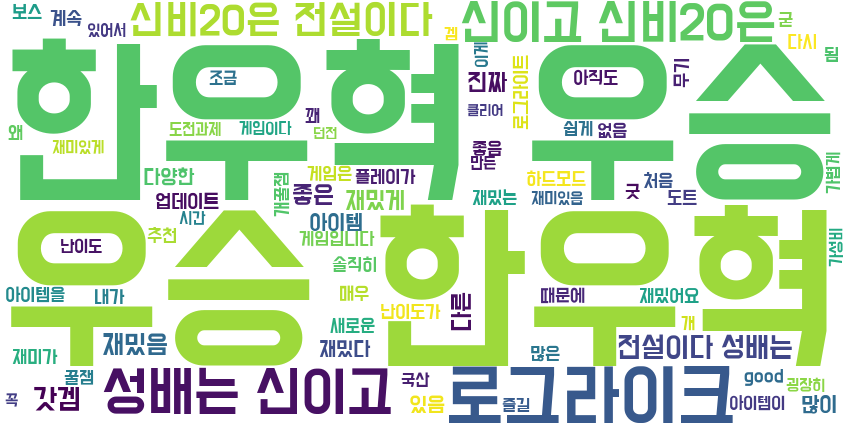 보스 계속 있어서 신비20은 전설이다 겜 신이고 신비20은 굳 다시 됨
이게
한우혁 우승
조금 진짜 로그라이트 아직도 무기
클리어
왜 도전과제 게임이다 꽤 던전 쉽게 없음
재미있게 좋음 만든
다양한 게임은 플레이가 하드모드 처음 가볍게
업데이트 개꿀잼 좋은 재밌게 재밌는 재미있음 굿 도트
시간 아이템
우승 한우혁
난이도 추천 게임입니다 가성비
솔직히
아이템을 내가 매우 난이도가 다른 때문에 재밌어요
새로운 개
재미가 재밌음 재밌다 많은 전설이다 성배는
꿀잼 국산 good 굉장히
꼭 갓겜 성배는 신이고 있음 로그라이크 즐길 아이템이 많이